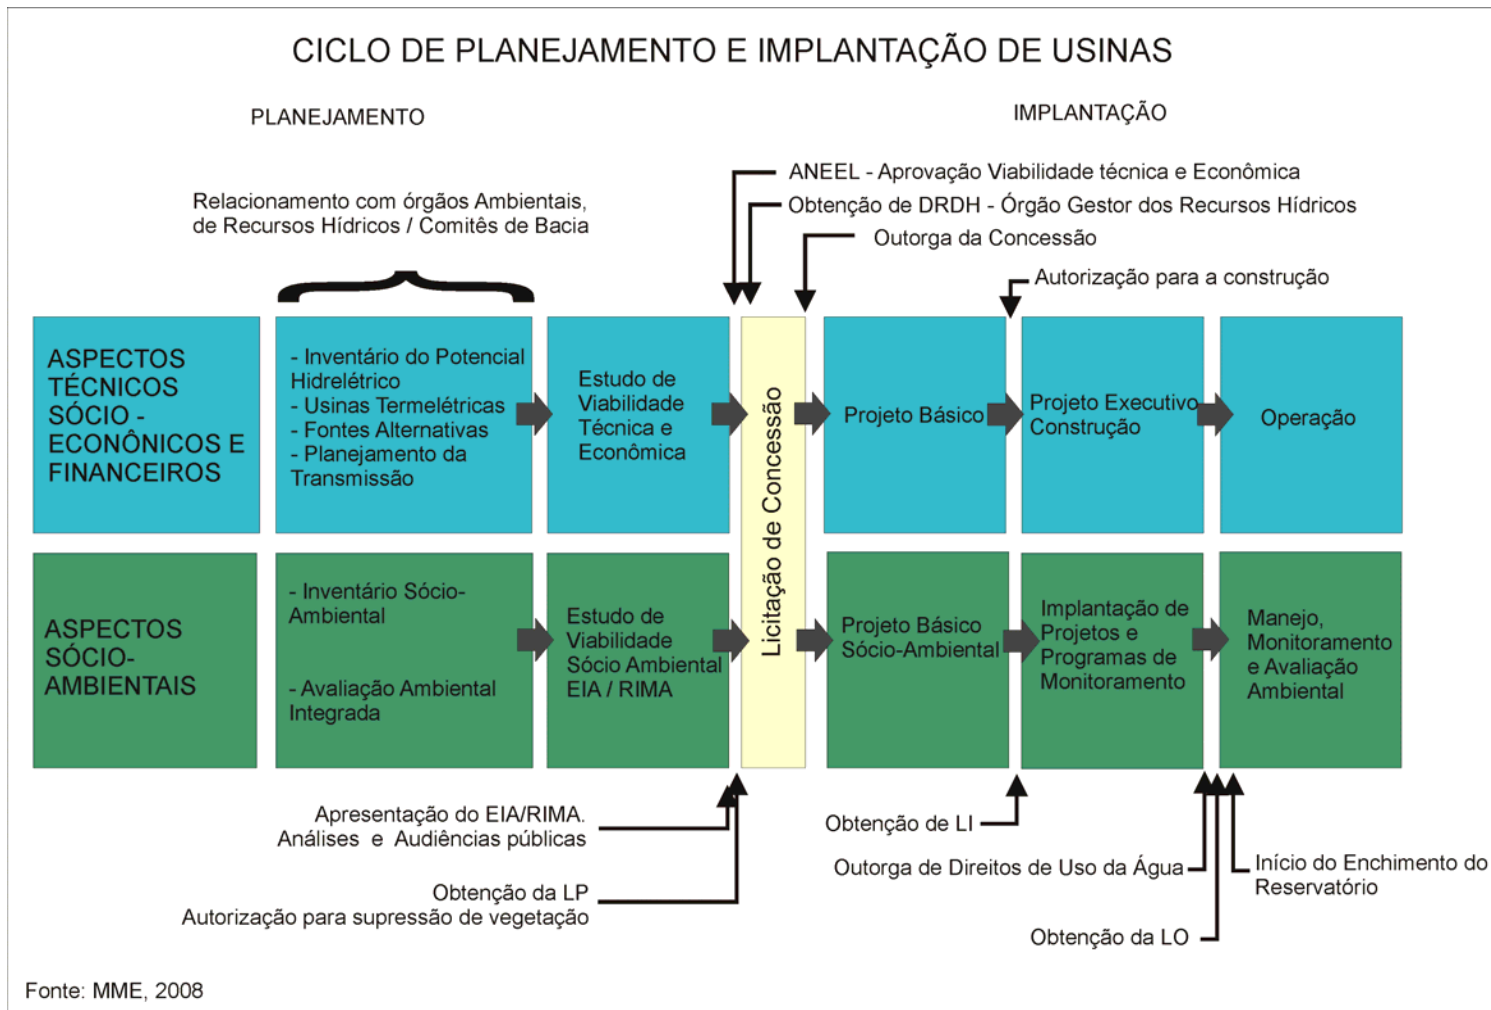 CICLO DE PLANEJAMENTO E IMPLANTAÇÃO DE USINAS
PLANEJAMENTO
IMPLANTAÇÃO
Relacionamento com órgãos Ambientais,
de Recursos Hídricos / Comitês de Bacia
ANEEL - Aprovação Viabilidade técnica e Econômica
Obtenção de DRDH - Órgão Gestor dos Recursos Hídricos
Outorga da Concessão
Autorização para a construção
ASPECTOS
TÉCNICOS
SÓCIO -
ECONÔNICOS E
FINANCEIROS
- Inventário do Potencial
Hidrelétrico
- Usinas Termelétricas
- Fontes Alternativas
- Planejamento da
Transmissão
Estudo de
Viabilidade
Técnica e
Econômica
Licitação de Concessão
Projeto Básico
Projeto Executivo
Construção
Operação
ASPECTOS
SÓCIO-
AMBIENTAIS
- Inventário Sócio-
Ambiental
- Avaliação Ambiental
Integrada
Estudo de
Viabilidade
Sócio Ambiental
EIA / RIMA
Projeto Básico
Sócio-Ambiental
Implantação de
Projetos e
Programas de
Monitoramento
Manejo,
Monitoramento
e Avaliação
Ambiental
Apresentação do EIA/RIMA.
Análises e Audiências públicas
Obtenção da LP
Autorização para supressão de vegetação
Obtenção de LI
Outorga de Direitos de Uso da Água
Obtenção da LO
Início do Enchimento do
Reservatório
Fonte: MME, 2008